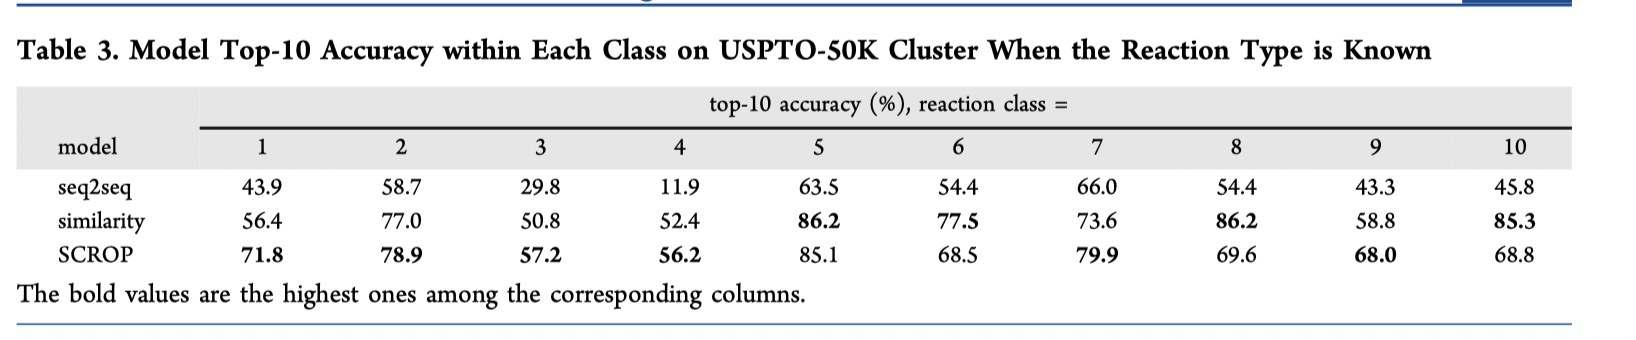 Table 3. Model Top-10 Accuracy within Each Class on USPTO-50K Cluster When the Reaction Type is Known
top-10 accuracy (%), reaction class =
model 1 2 3 4 5 6 7 8 9 10
seq2seq 43.9 58.7 29.8 11.9 63.5 54.4 66.0 54.4 43.3 45.8
similarity 56.4 77.0 50.8 52.4 86.2 77.5 73.6 86.2 58.8 85.3
SCROP 71.8 78.9 57.2 56.2 85.1 68.5 79.9 69.6 68.0 68.8
The bold values are the highest ones among the corresponding columns.